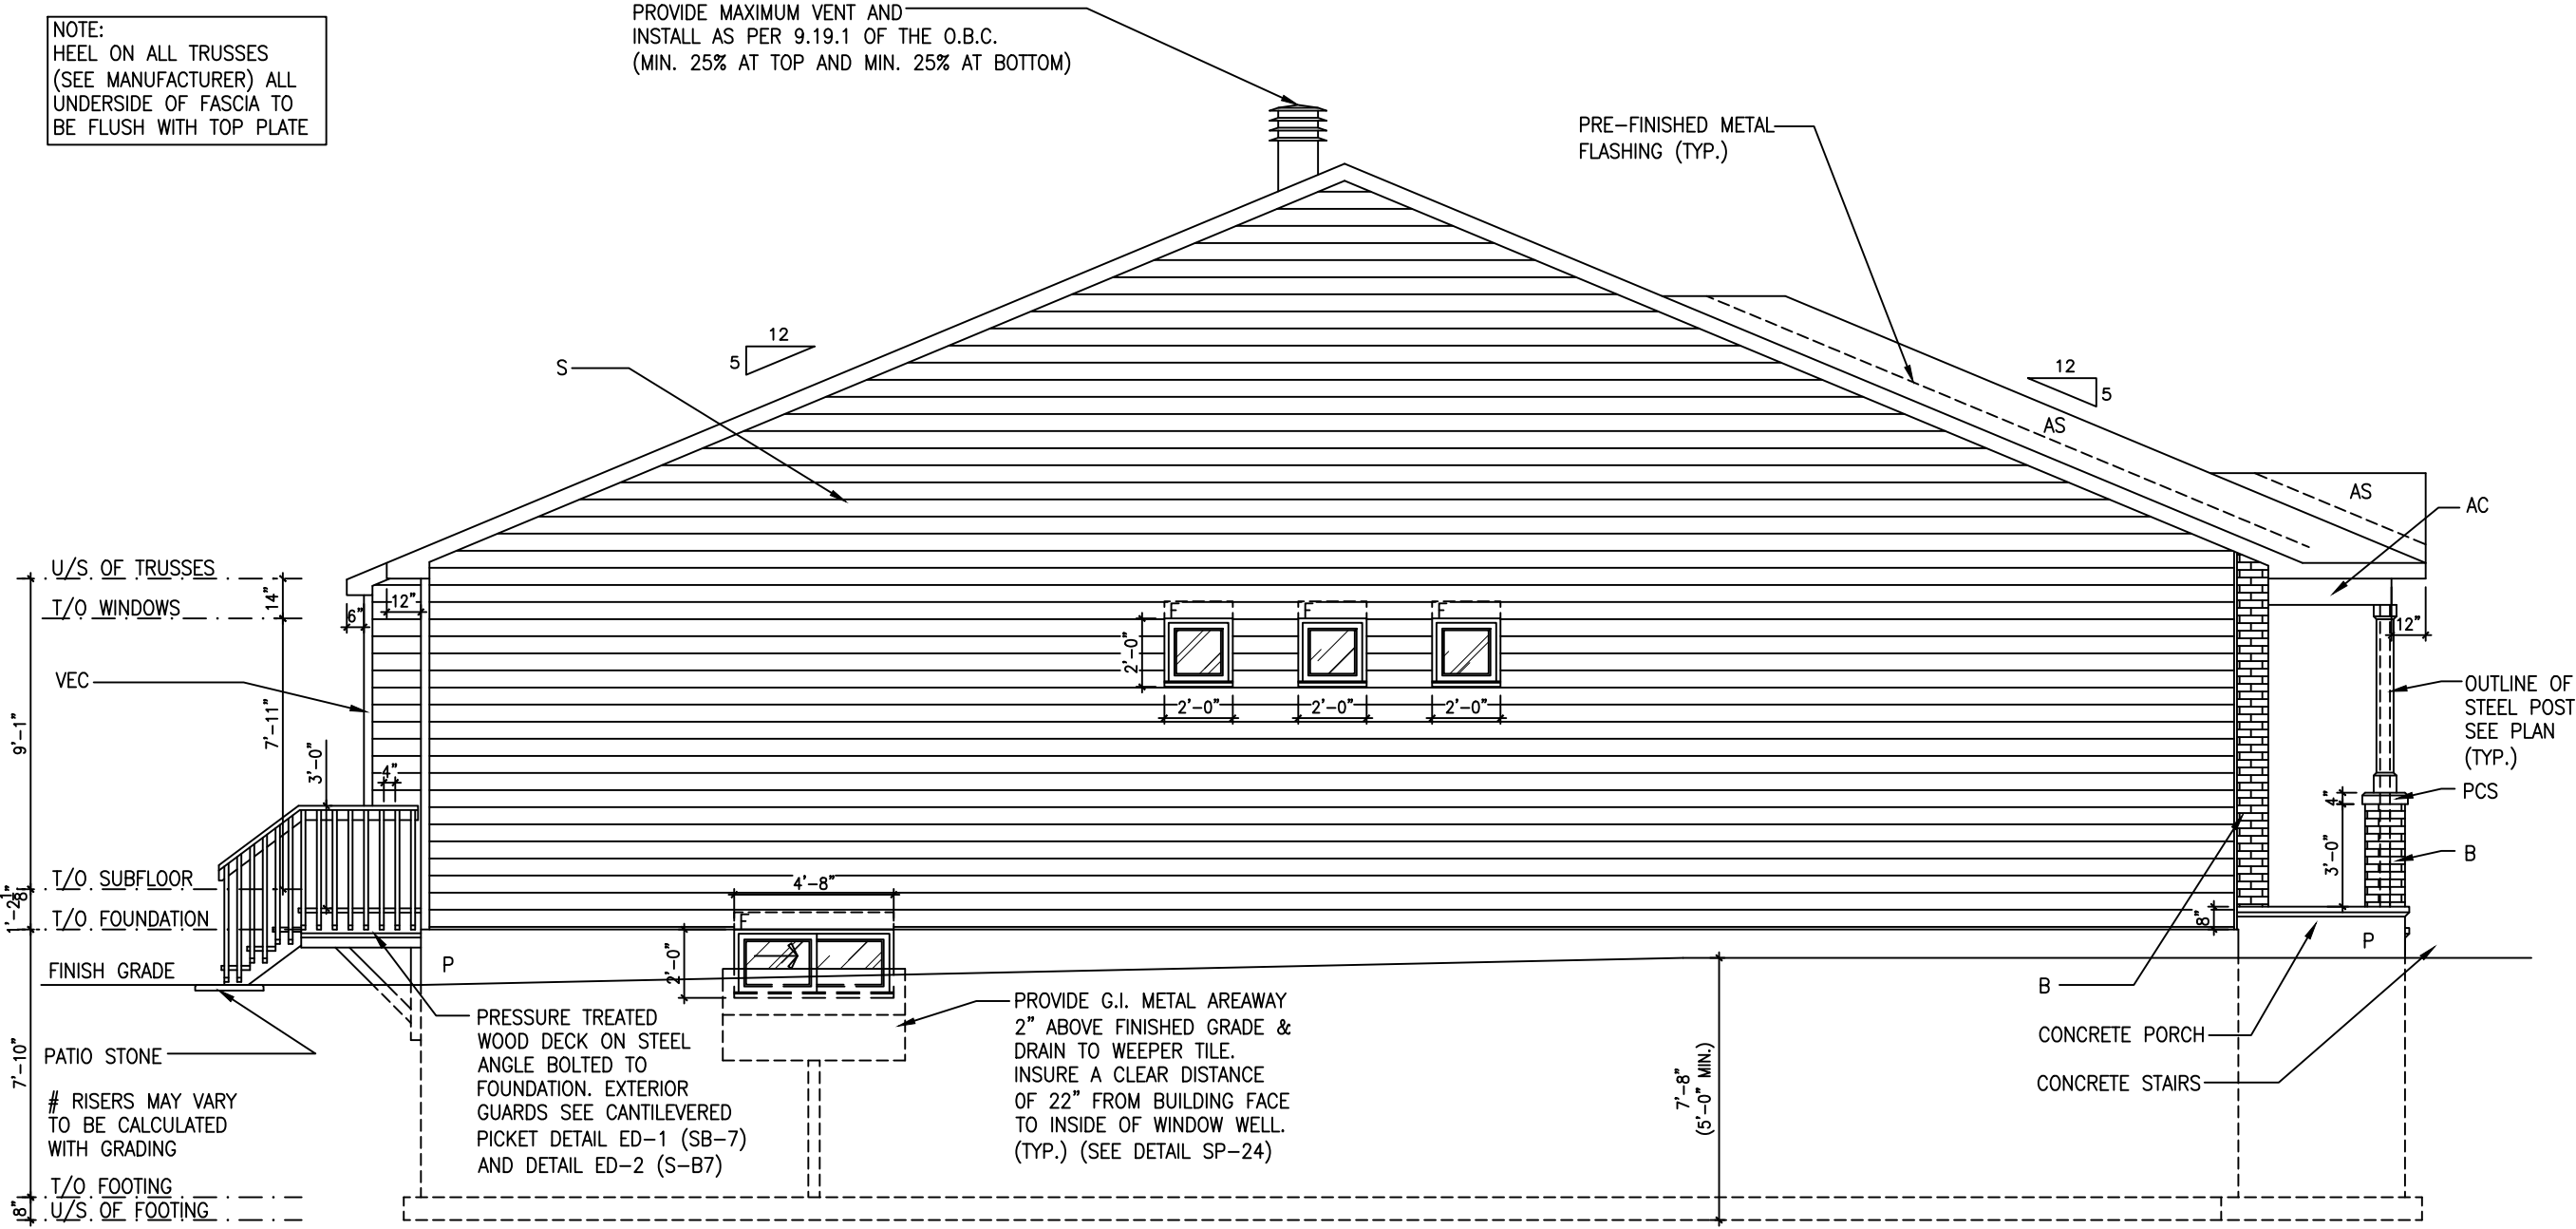 NOTE:
HEEL ON ALL TRUSSES
(SEE MANUFACTURER) ALL
UNDERSIDE OF FASCIA TO
BE FLUSH WITH TOP PLATE
PROVIDE MAXIMUM VENT AND
INSTALL AS PER 9.19.1 OF THE O.B.C.
(MIN. 25% AT TOP AND MIN. 25% AT BOTTOM)
PRE-FINISHED METAL
FLASHING (TYP.)
12
5
S
12
5
AS
AS
AC
U/S OF TRUSSES
T/O WINDOWS
14"
6"
12"
F
F
F
2'-0"
2'-0"
2'-0"
2'-0"
12"
VEC
9'-1"
7'-11"
3'-0"
4"
OUTLINE OF
STEEL POST
SEE PLAN
(TYP.)
4"
PCS
3'-0"
B
T/O SUBFLOOR
1'-2 1/8"
T/O FOUNDATION
4'-8"
F
2'-0"
8"
P
P
FINISH GRADE
PATIO STONE
# RISERS MAY VARY
TO BE CALCULATED
WITH GRADING
7'-10"
PRESSURE TREATED
WOOD DECK ON STEEL
ANGLE BOLTED TO
FOUNDATION. EXTERIOR
GUARDS SEE CANTILEVERED
PICKET DETAIL ED-1 (SB-7)
AND DETAIL ED-2 (S-B7)
PROVIDE G.I. METAL AREAWAY
2" ABOVE FINISHED GRADE &
DRAIN TO WEEPER TILE.
INSURE A CLEAR DISTANCE
OF 22" FROM BUILDING FACE
TO INSIDE OF WINDOW WELL.
(TYP.) (SEE DETAIL SP-24)
7'-8"
(5'-0" MIN.)
B
CONCRETE PORCH
CONCRETE STAIRS
T/O FOOTING
8"
U/S OF FOOTING